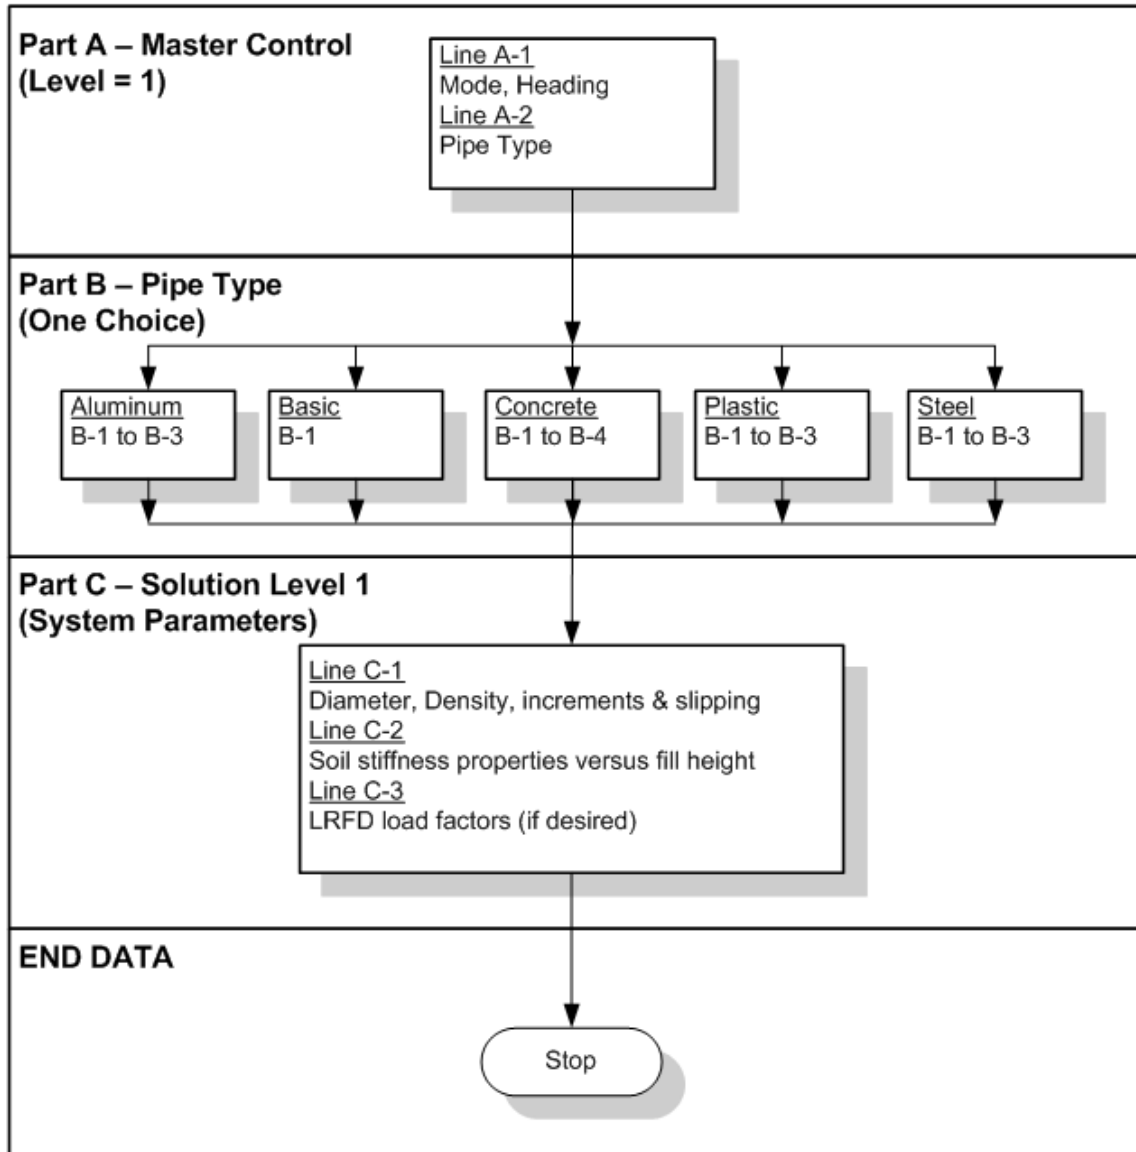 Part A – Master Control
(Level = 1)
Line A-1
Mode, Heading
Line A-2
Pipe Type
Part B – Pipe Type
(One Choice)
Aluminum
B-1 to B-3
Basic
B-1
Concrete
B-1 to B-4
Plastic
B-1 to B-3
Steel
B-1 to B-3
Part C – Solution Level 1
(System Parameters)
Line C-1
Diameter, Density, increments & slipping
Line C-2
Soil stiffness properties versus fill height
Line C-3
LRFD load factors (if desired)
END DATA
Stop